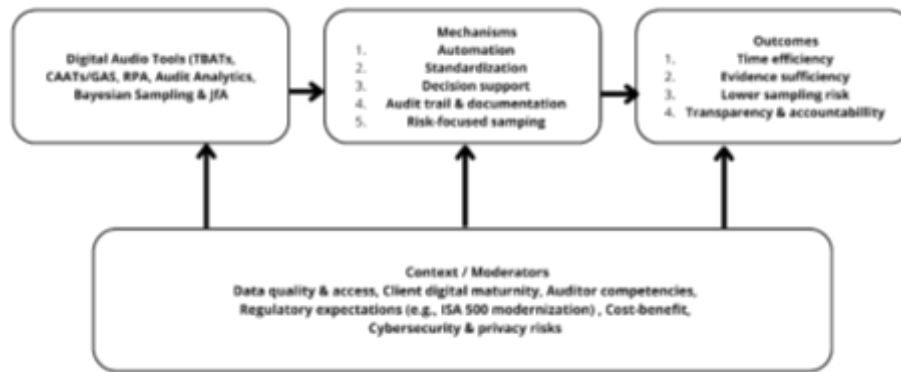 Digital Audio Tools (TBATs,
CAATs/GAS, RPA, Audit Analytics,
Bayesian Sampling & JfA
Mechanisms
1. Automation
2. Standardization
3. Decision support
4. Audit trail & documentation
5. Risk-focused samping
Outcomes
1. Time efficiency
2. Evidence sufficiency
3. Lower sampling risk
4. Transparency & accountabillity
Context / Moderators
Data quality & access, Client digital maturnity, Auditor competencies,
Regulatory expectations (e.g., ISA 500 modernization) , Cost-benefit,
Cybersecurity & privacy risks